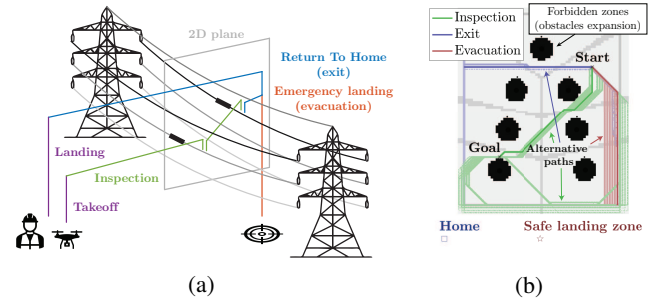 2D plane
Return To Home
(exit)
Emergency landing
(evacuation)
Landing
Inspection
Takeoff
(a)
Inspection
Exit
Evacuation
Forbidden zones
(obstacles expansion)
Start
Goal
Alternative
paths
Home
Safe landing zone
(b)